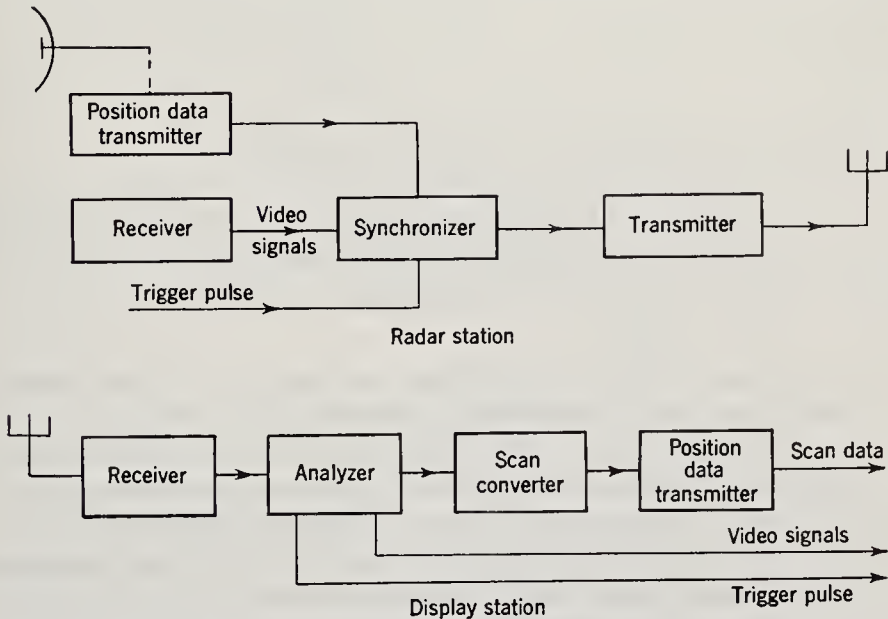 Position data
transmitter
Receiver
Video
signals
Synchronizer
Transmitter
Trigger pulse
Radar station
Receiver
Analyzer
Scan
converter
Position
data
transmitter
Scan data
Video signals
Trigger pulse
Display station